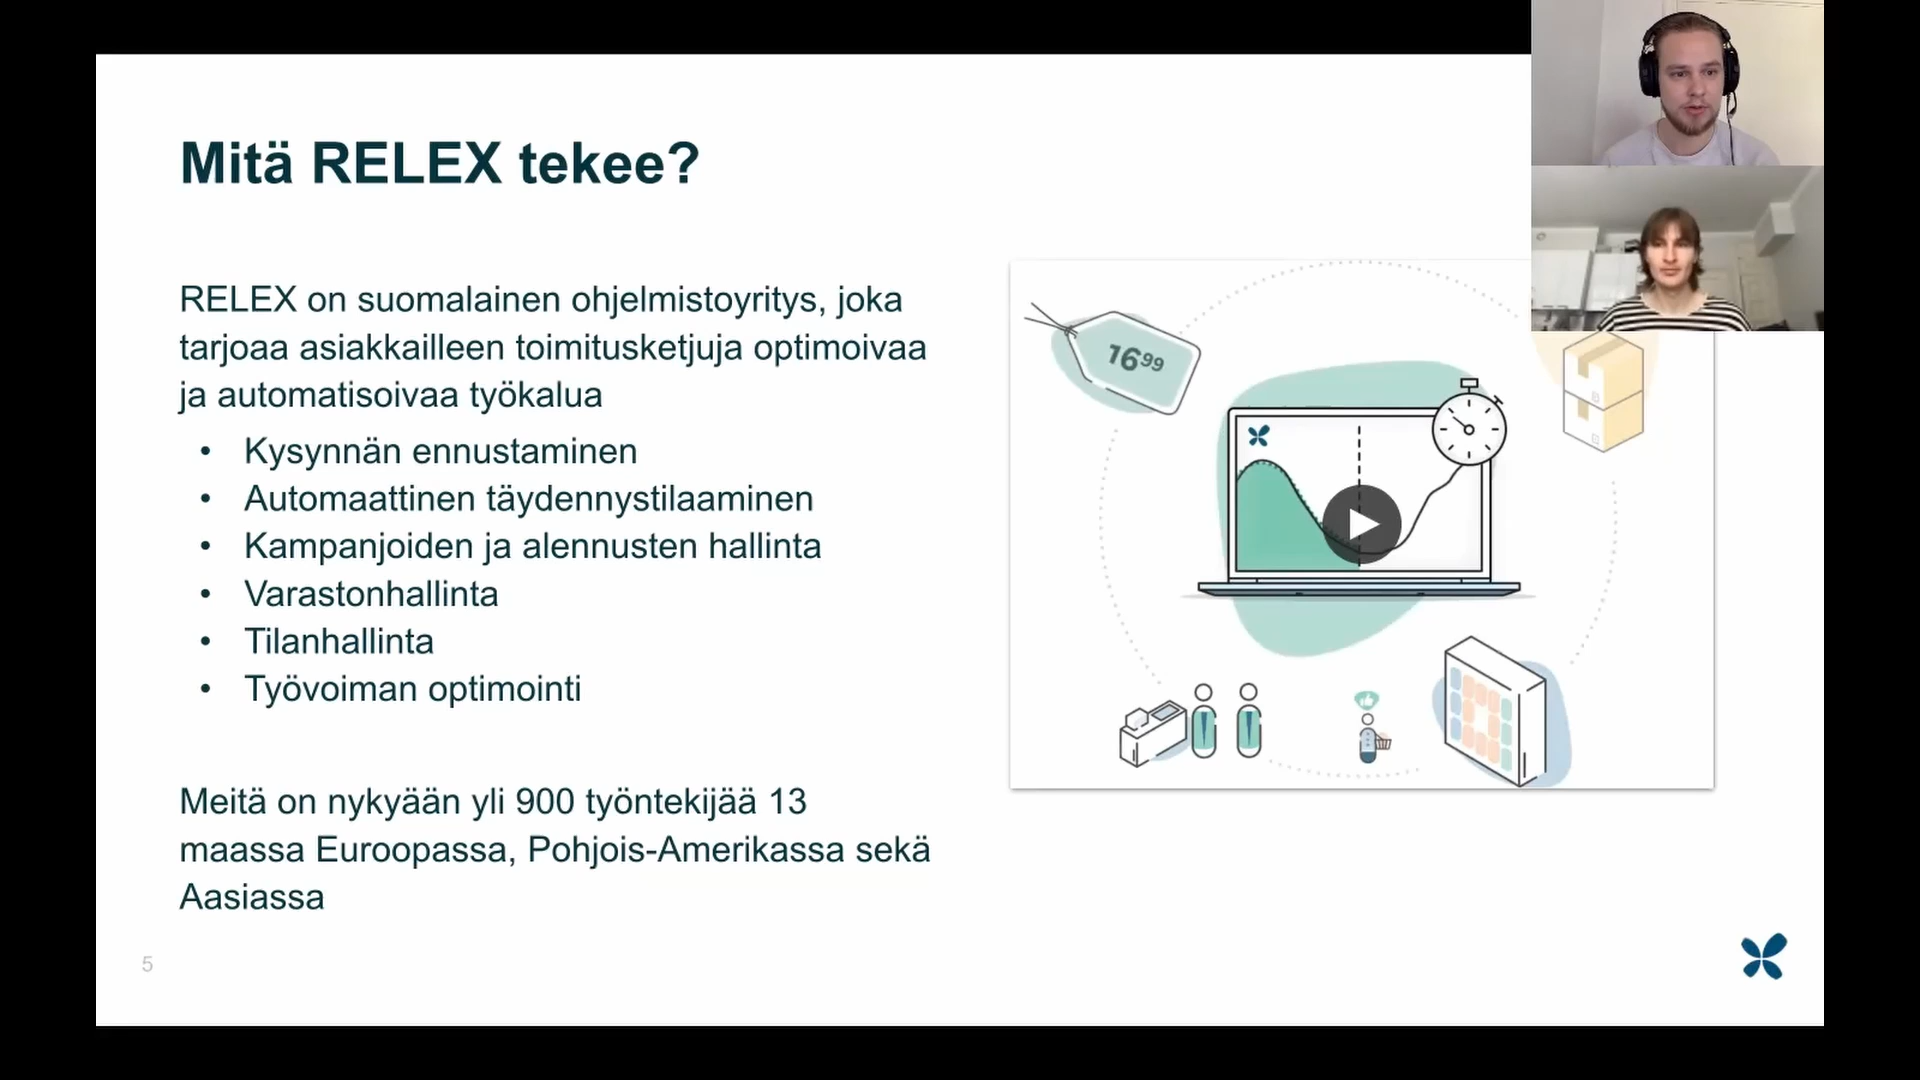 Mitä RELEX tekee?
RELEX on suomalainen ohjelmistoyritys, joka
tarjoaa asiakkailleen toimitusketjuja optimoivaa
ja automatisoivaa työkalua
• Kysynnän ennustaminen
• Automaattinen täydennystilaaminen
• Kampanjoiden ja alennusten hallinta
• Varastonhallinta
• Tilanhallinta
• Työvoiman optimointi
Meitä on nykyään yli 900 työntekijää 13
maassa Euroopassa, Pohjois-Amerikassa sekä
Aasiassa
16⁹⁹
5